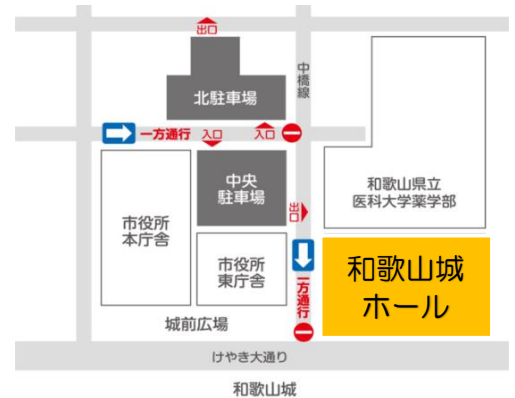 出口
中橋線
北駐車場
一方通行
入口
入口
中央
駐車場
和歌山県立
医科大学薬学部
出口
市役所
本庁舎
市役所
東庁舎
一方通行
和歌山城
ホール
城前広場
けやき大通り
和歌山城